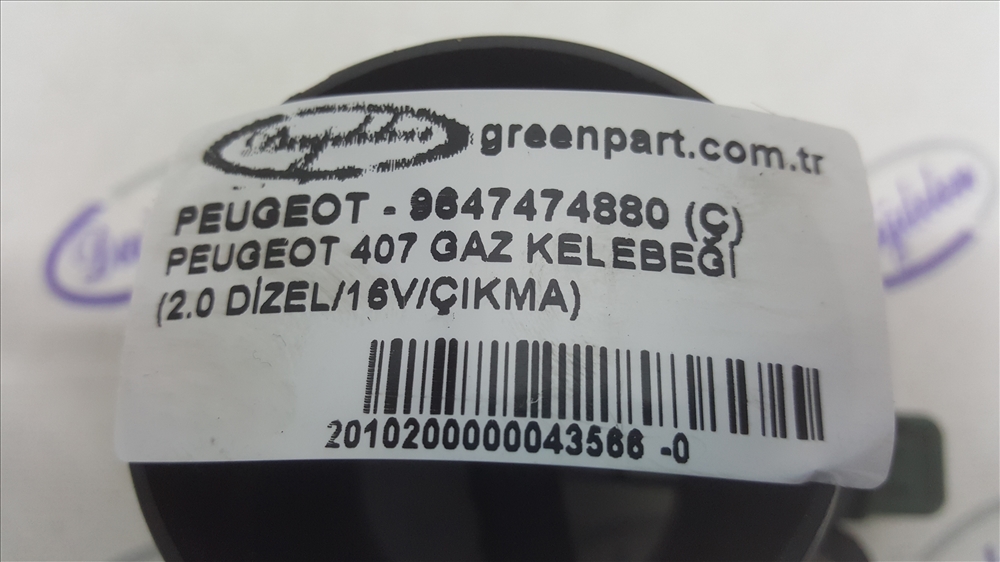 greenpart.com.tr
PEUGEOT - 9647474880 (Ç)
PEUGEOT 407 GAZ KELEBEĞİ
(2.0 DİZEL/16V/ÇIKMA)
2010200000043566 -0